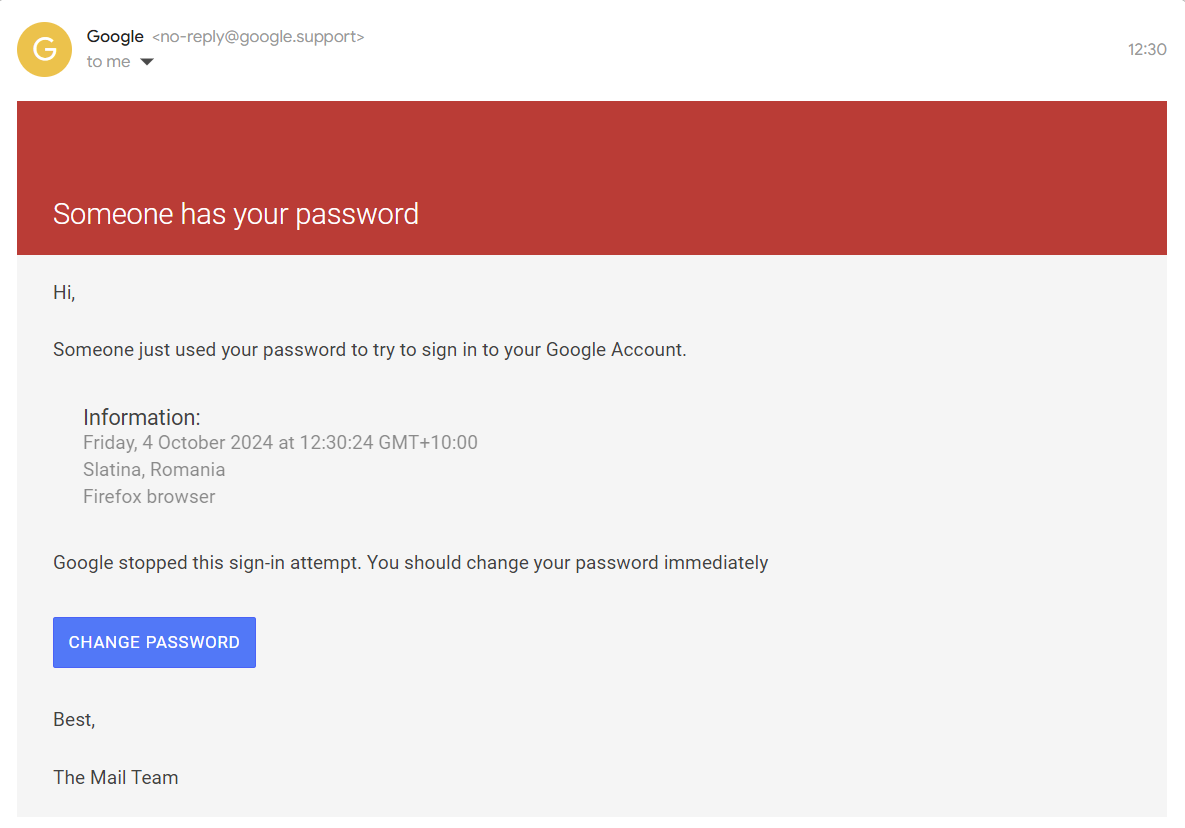 G
Google <no-reply@google.support>
to me
12:30
Someone has your password
Hi,
Someone just used your password to try to sign in to your Google Account.
Information:
Friday, 4 October 2024 at 12:30:24 GMT+10:00
Slatina, Romania
Firefox browser
Google stopped this sign-in attempt. You should change your password immediately
CHANGE PASSWORD
Best,
The Mail Team